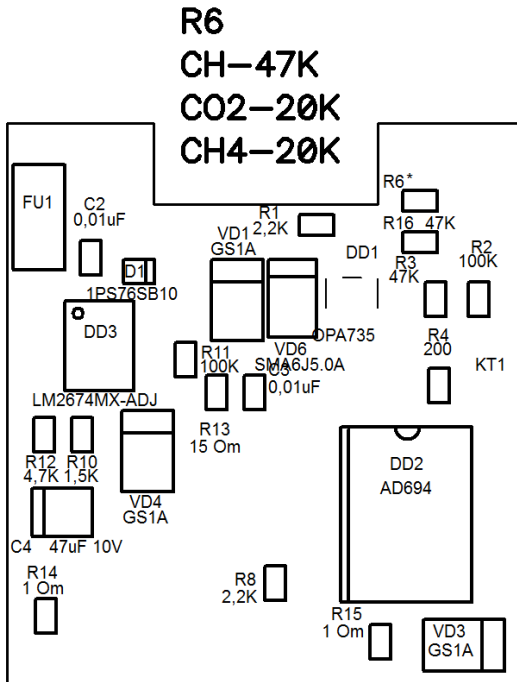 R6
CH-47K
CO2-20K
CH4-20K
R6*
FU1
C2
0,01uF
R1
2,2K
R16 47K
VD1
GS1A
DD1
R3
47K
R2
100K
D1
1PS76SB10
DD3
OPA735
R4
200
VD6
SMA6J5.0A
R11
100K
C3
0,01uF
KT1
LM2674MX-ADJ
R13
15 Om
R12
4,7K
R10
1,5K
VD4
GS1A
DD2
AD694
C4 47uF 10V
R14
1 Om
R8
2,2K
R15
1 Om
VD3
GS1A